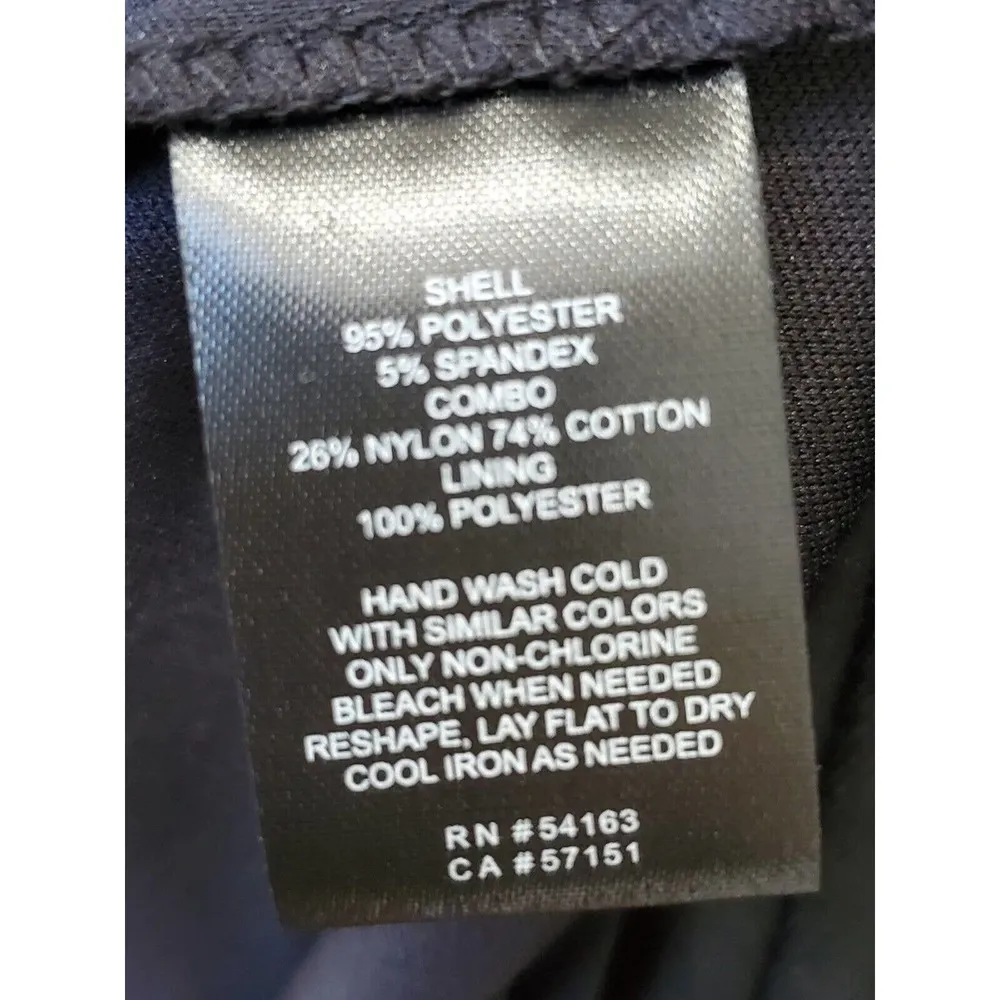 SHELL
95% POLYESTER
5% SPANDEX
COMBO
26% NYLON 74% COTTON
LINING
100% POLYESTER
HAND WASH COLD
WITH SIMILAR COLORS
ONLY NON-CHLORINE
BLEACH WHEN NEEDED
RESHAPE, LAY FLAT TO DRY
COOL IRON AS NEEDED
RN #54163
CA #57151